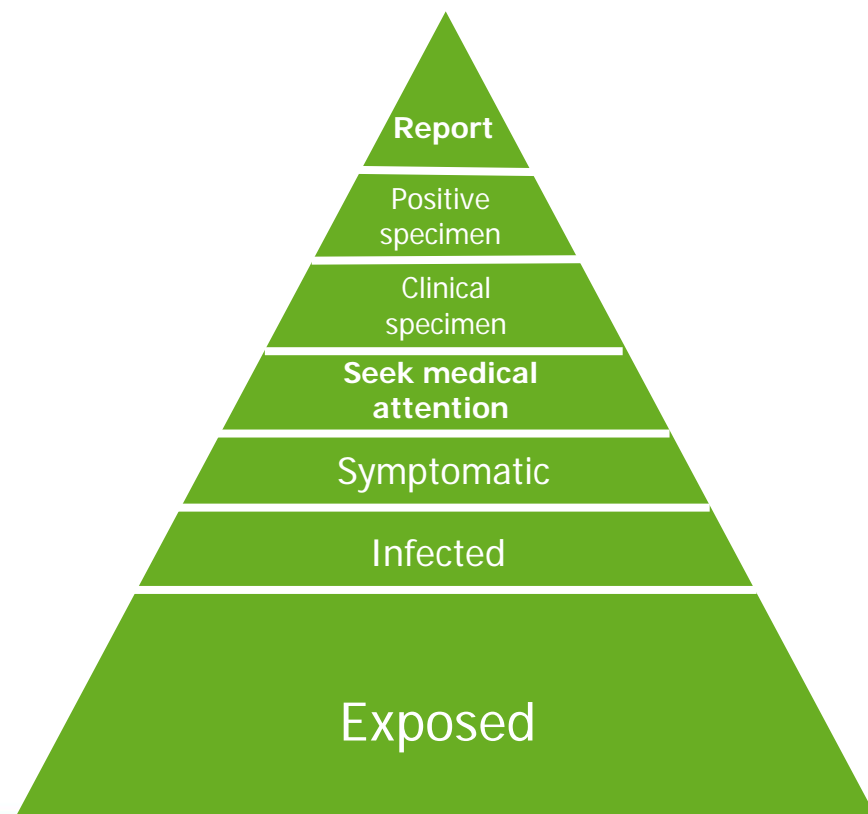 Report
Positive
specimen
Clinical
specimen
Seek medical
attention
Symptomatic
Infected
Exposed